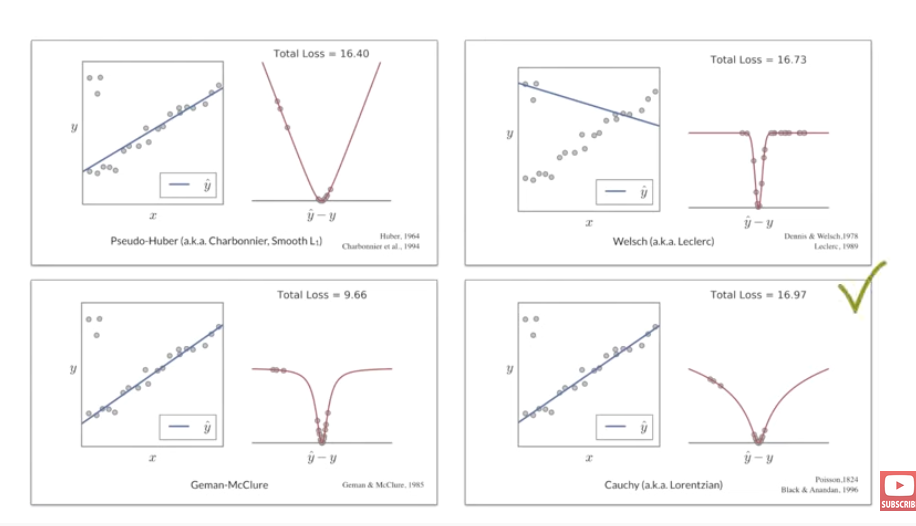 Total Loss = 16.40
y
ŷ
x
ŷ − y
Pseudo-Huber (a.k.a. Charbonnier, Smooth L₁)
Huber, 1964
Charbonnier et al., 1994
Total Loss = 16.73
y
ŷ
x
ŷ − y
Welsch (a.k.a. Leclerc)
Dennis & Welsch,1978
Leclerc, 1989
Total Loss = 9.66
y
ŷ
x
ŷ − y
Geman-McClure
Geman & McClure, 1985
Total Loss = 16.97
y
ŷ
x
ŷ − y
Cauchy (a.k.a. Lorentzian)
Poisson,1824
Black & Anandan, 1996
SUBSCRIB